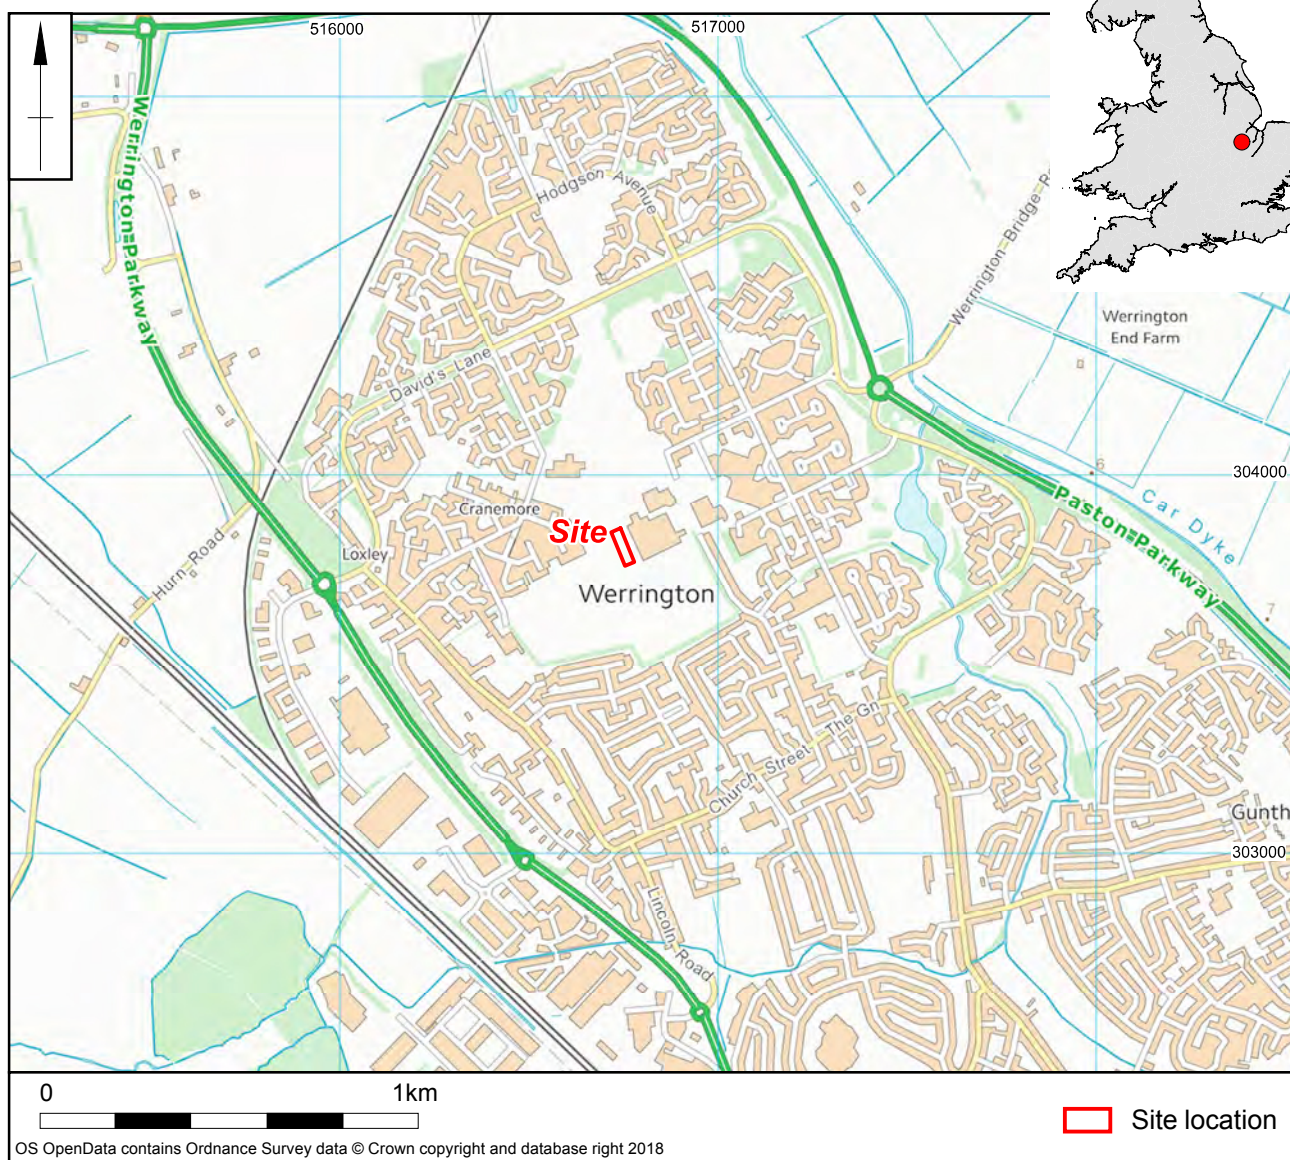 516000
517000
Werrington Parkway
Hodgson Avenue
Werrington Bridge R
Werrington
End Farm
David's Lane
304000
6
Car Dyke
Paston Parkway
Cranemore
Site
Loxley
Hurn Road
Werrington
7
Church Street
The Gn
Gunth
303000
Lincoln Road
0 1km
Site location
OS OpenData contains Ordnance Survey data © Crown copyright and database right 2018